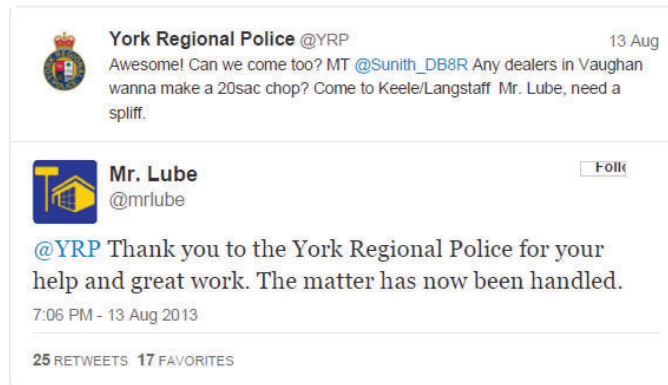 York Regional Police @YRP 13 Aug
Awesome! Can we come too? MT @Sunith_DB8R Any dealers in Vaughan
wanna make a 20sac chop? Come to Keele/Langstaff Mr. Lube, need a
spliff.
Mr. Lube
@mrlube
@YRP Thank you to the York Regional Police for your
help and great work. The matter has now been handled.
7:06 PM - 13 Aug 2013
25 RETWEETS 17 FAVORITES